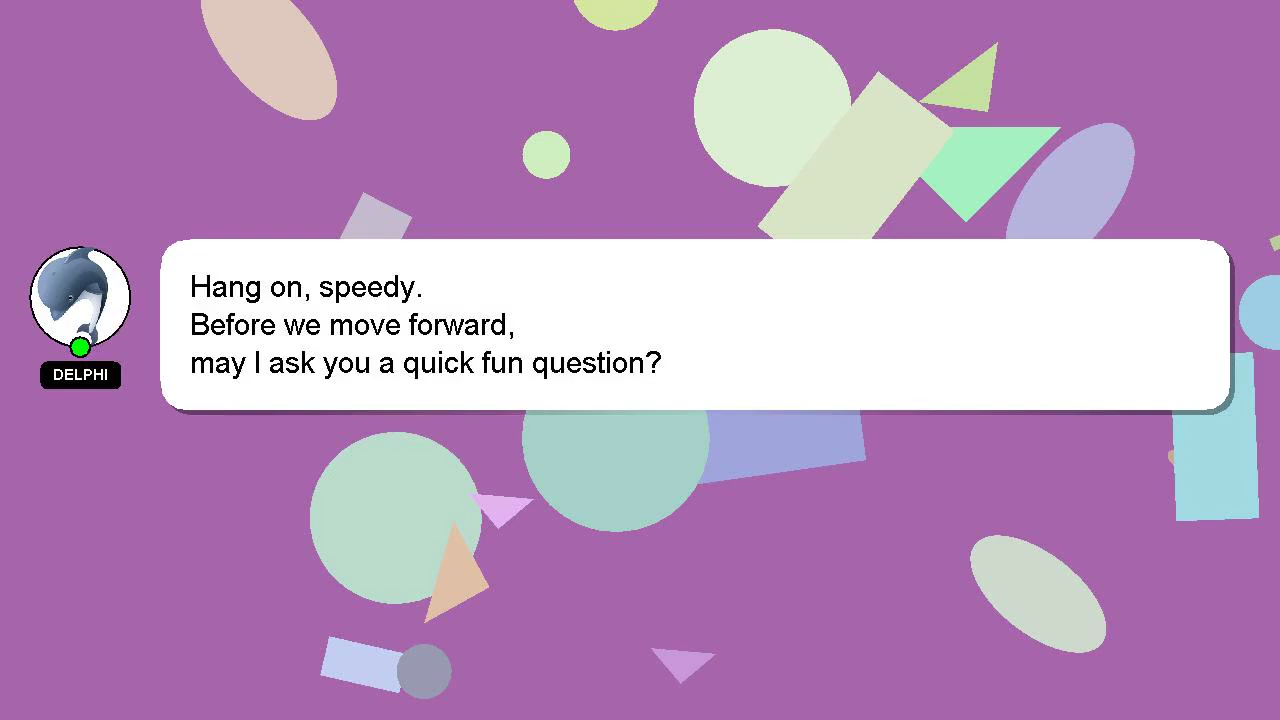 Hang on, speedy.
Before we move forward,
may I ask you a quick fun question?
DELPHI